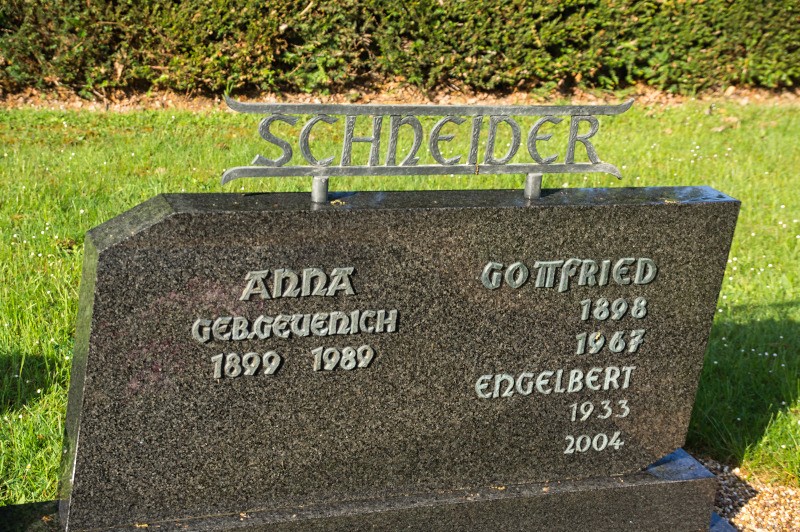 SCHNEIDER
ANNA
GEB.GEUENICH
1899 1989
GOTTFRIED
1898
1967
ENGELBERT
1933
2004